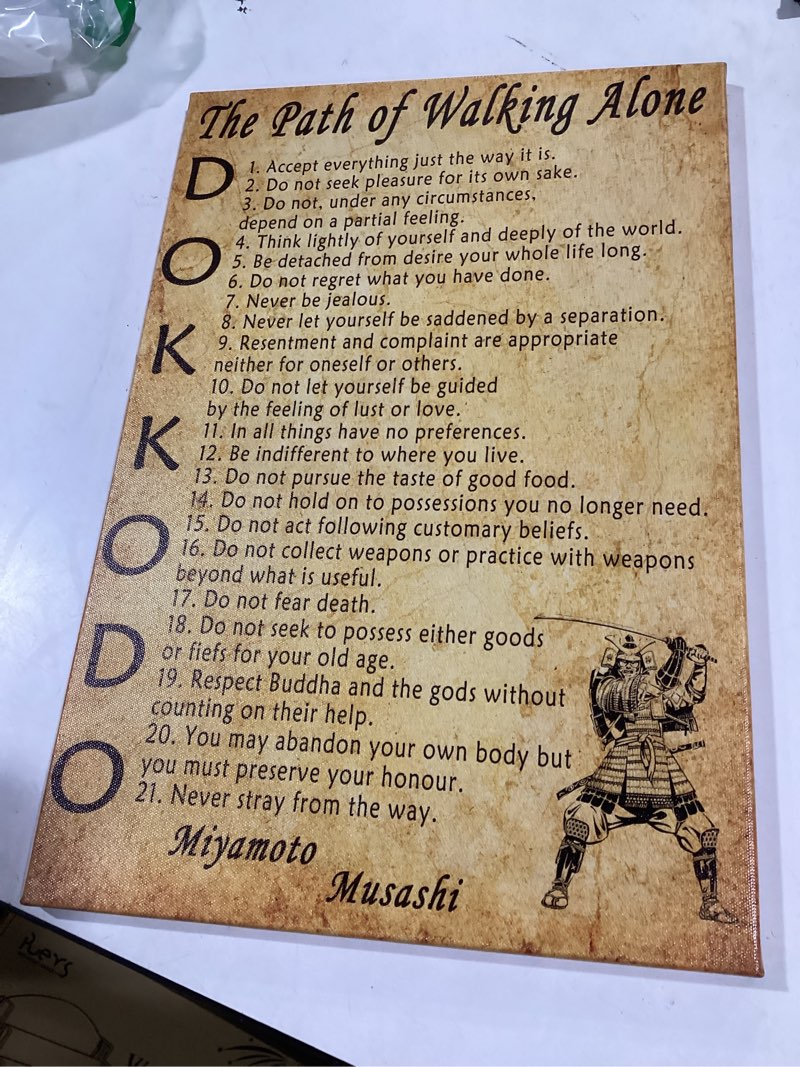 The Path of Walking Alone
DOKKODO
1. Accept everything just the way it is.
2. Do not seek pleasure for its own sake.
3. Do not, under any circumstances,
depend on a partial feeling.
4. Think lightly of yourself and deeply of the world.
5. Be detached from desire your whole life long.
6. Do not regret what you have done.
7. Never be jealous.
8. Never let yourself be saddened by a separation.
9. Resentment and complaint are appropriate
neither for oneself or others.
10. Do not let yourself be guided
by the feeling of lust or love.
11. In all things have no preferences.
12. Be indifferent to where you live.
13. Do not pursue the taste of good food.
14. Do not hold on to possessions you no longer need.
15. Do not act following customary beliefs.
16. Do not collect weapons or practice with weapons
beyond what is useful.
17. Do not fear death.
18. Do not seek to possess either goods
or fiefs for your old age.
19. Respect Buddha and the gods without
counting on their help.
20. You may abandon your own body but
you must preserve your honour.
21. Never stray from the way.
Miyamoto
Musashi